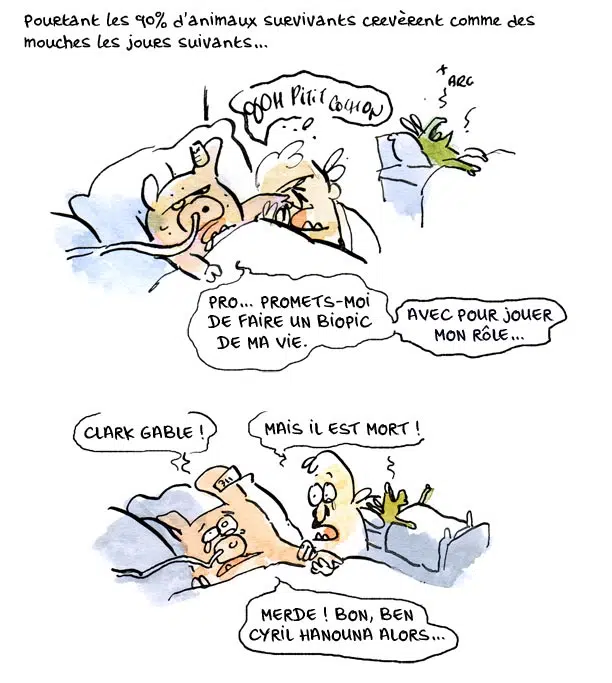 Pourtant les 90% d'animaux survivants crevèrent comme des
mouches les jours suivants...
OOOH P'TIT COCHON
ARG
PRO... PROMETS-MOI
DE FAIRE UN BIOPIC
DE MA VIE.
AVEC POUR JOUER
MON RÔLE...
CLARK GABLE !
MAIS IL EST MORT !
MERDE ! BON, BEN
CYRIL HANOUNA ALORS...